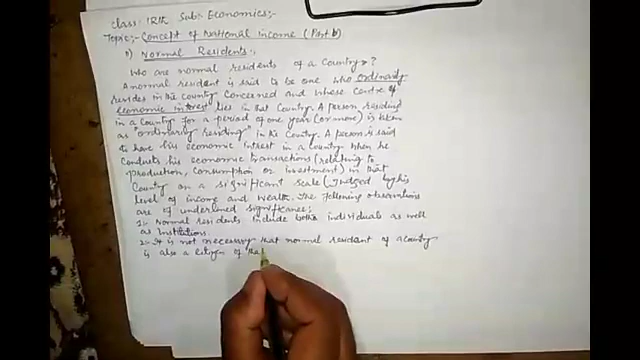 Class: 12th Sub:- Economics:-
Topic:- Concept of National income (Part b)
b) Normal Residents:-
Who are normal residents of a Country?
A normal resident is said to be one who ordinarily
resides in the country Concerned and whose Centre of
economic interest lies in that Country. A person residing
in a Country for a period of one year (or more) is taken
as "ordinarily residing" in the Country. A person is said
to have his economic interest in a country when he
Conducts his economic transactions (relating to
production, Consumption or investment) in that
Country on a significant Scale (Judged by his
level of income and wealth. The following observations
are of underlined significance:
1:- Normal residents include both individuals as well
as Institutions.
2:- It is not necessary that normal resident of a Country
is also a of tha